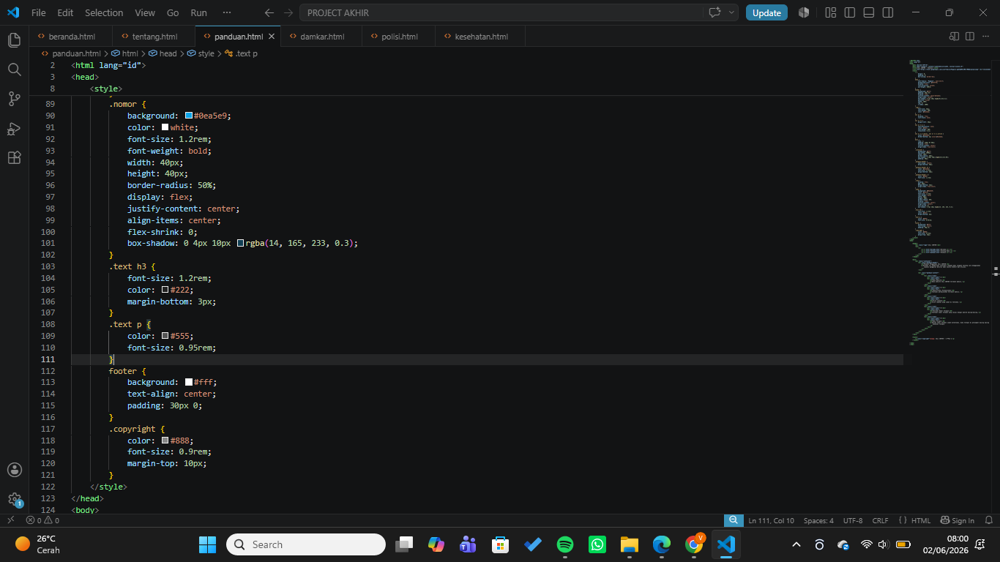 File Edit Selection View Go Run ··· PROJECT AKHIR Update
beranda.html tentang.html panduan.html damkar.html polisi.html kesehatan.html
panduan.html > html > head > style > .text p
2 <html lang="id">
3 <head>
8 <style>
89 .nomor {
90 background: #0ea5e9;
91 color: white;
92 font-size: 1.2rem;
93 font-weight: bold;
94 width: 40px;
95 height: 40px;
96 border-radius: 50%;
97 display: flex;
98 justify-content: center;
99 align-items: center;
100 flex-shrink: 0;
101 box-shadow: 0 4px 10px rgba(14, 165, 233, 0.3);
102 }
103 .text h3 {
104 font-size: 1.2rem;
105 color: #222;
106 margin-bottom: 3px;
107 }
108 .text p {
109 color: #555;
110 font-size: 0.95rem;
111 }
112 footer {
113 background: #fff;
114 text-align: center;
115 padding: 30px 0;
116 }
117 .copyright {
118 color: #888;
119 font-size: 0.9rem;
120 margin-top: 10px;
121 }
122 </style>
123 </head>
124 <body>
1
0 0 Ln 111, Col 10 Spaces: 4 UTF-8 CRLF { } HTML Sign In
26°C
Cerah
Search
V
08:00
02/06/2026